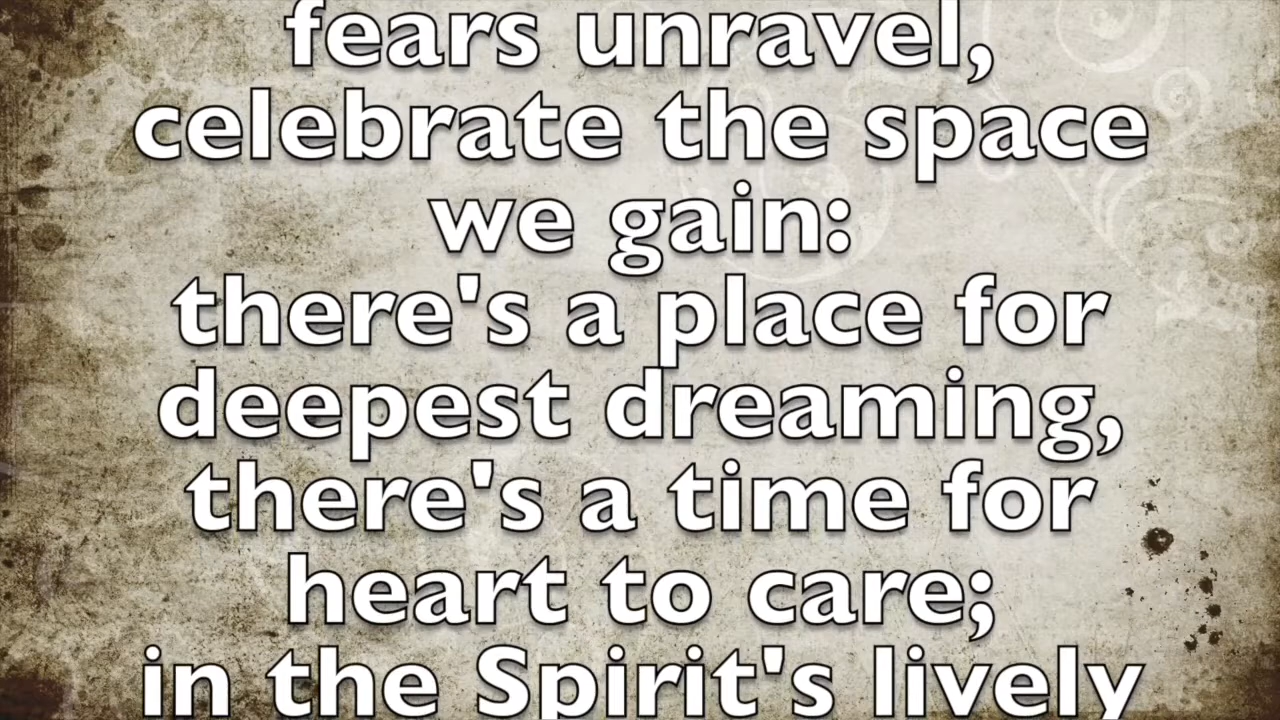 fears unravel,
celebrate the space
we gain:
there's a place for
deepest dreaming,
there's a time for
heart to care;
in the Spirit's lively